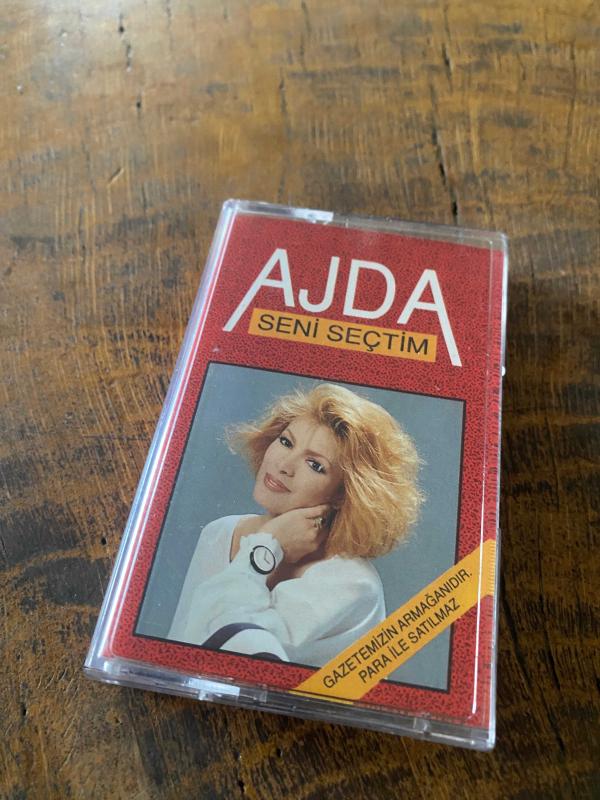 AJDA
SENİ SEÇTİM
GAZETEMİZİN ARMAĞANIDIR.
PARA İLE SATILMAZ